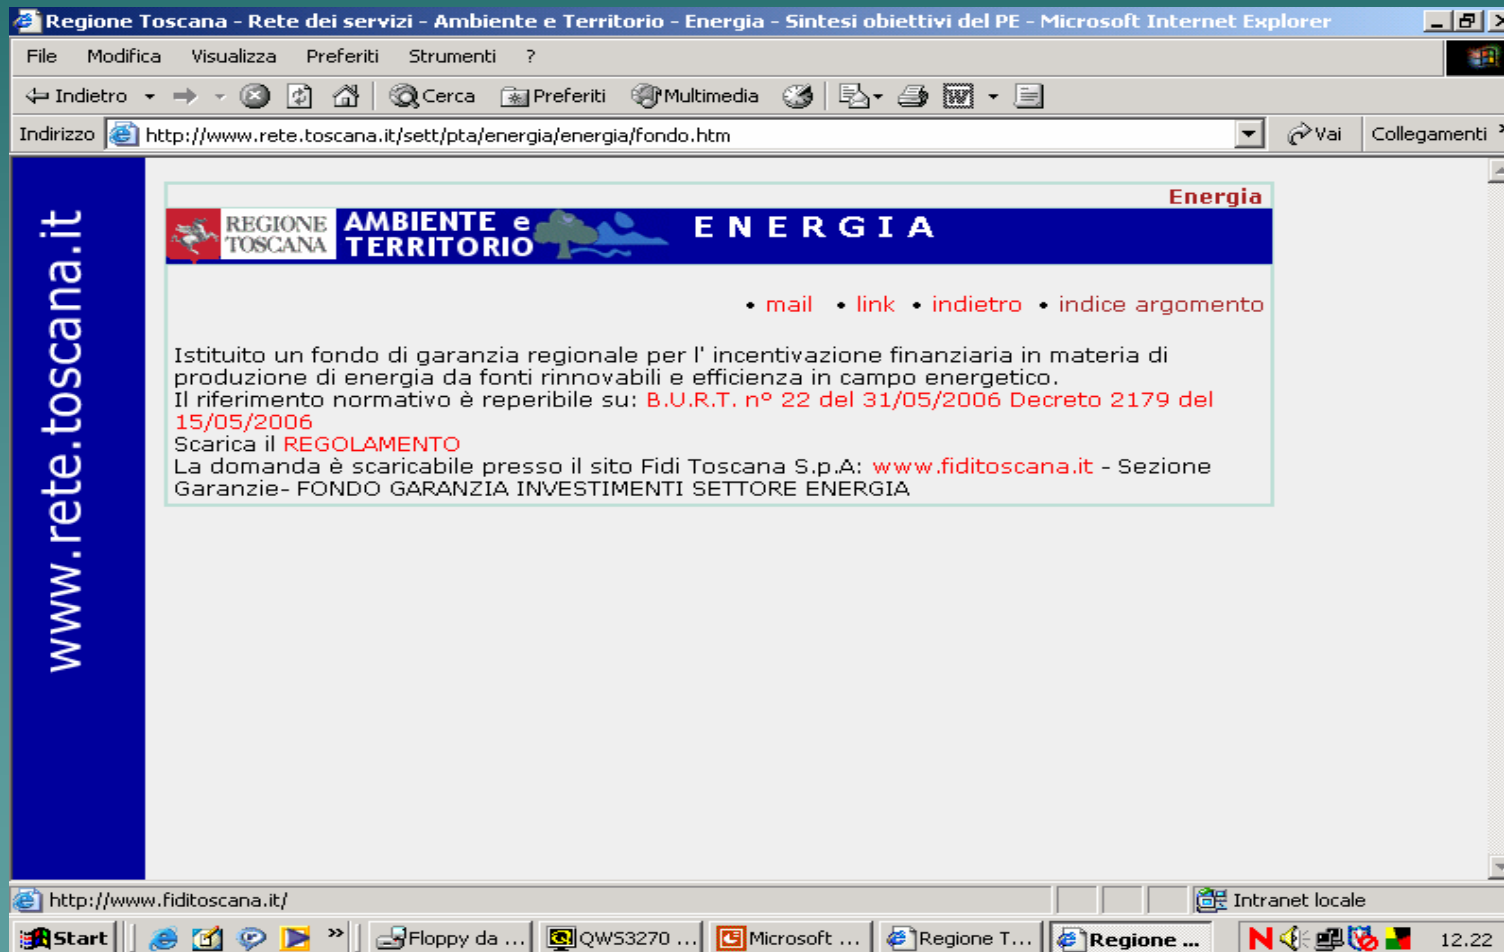 Regione Toscana - Rete dei servizi - Ambiente e Territorio - Energia - Sintesi obiettivi del PE - Microsoft Internet Explorer
File Modifica Visualizza Preferiti Strumenti ?
Indietro Cerca Preferiti Multimedia
Indirizzo http://www.rete.toscana.it/sett/pta/energia/energia/fondo.htm Vai Collegamenti »
www.rete.toscana.it
Energia
REGIONE TOSCANA AMBIENTE e TERRITORIO ENERGIA
• mail • link • indietro • indice argomento
Istituito un fondo di garanzia regionale per l' incentivazione finanziaria in materia di
produzione di energia da fonti rinnovabili e efficienza in campo energetico.
Il riferimento normativo è reperibile su: B.U.R.T. nº 22 del 31/05/2006 Decreto 2179 del
15/05/2006
Scarica il REGOLAMENTO
La domanda è scaricabile presso il sito Fidi Toscana S.p.A: www.fiditoscana.it - Sezione
Garanzie- FONDO GARANZIA INVESTIMENTI SETTORE ENERGIA
http://www.fiditoscana.it/ Intranet locale
Start » Floppy da ... QWS3270 ... Microsoft ... Regione T... Regione ... N 12.22